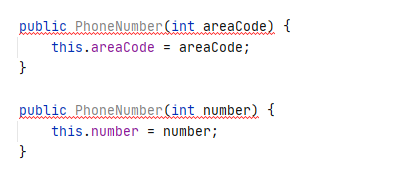 public PhoneNumber(int areaCode) {
    this.areaCode = areaCode;
}

public PhoneNumber(int number) {
    this.number = number;
}